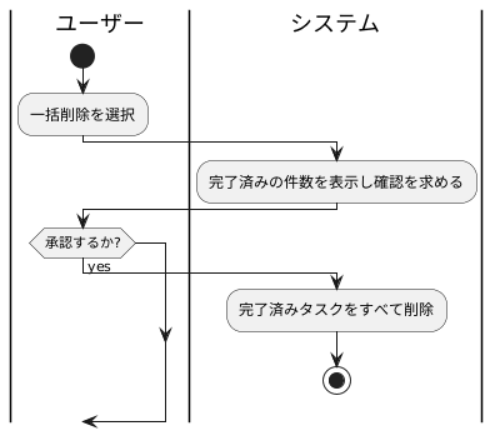 ユーザー
システム
一括削除を選択
完了済みの件数を表示し確認を求める
承認するか?
yes
完了済みタスクをすべて削除